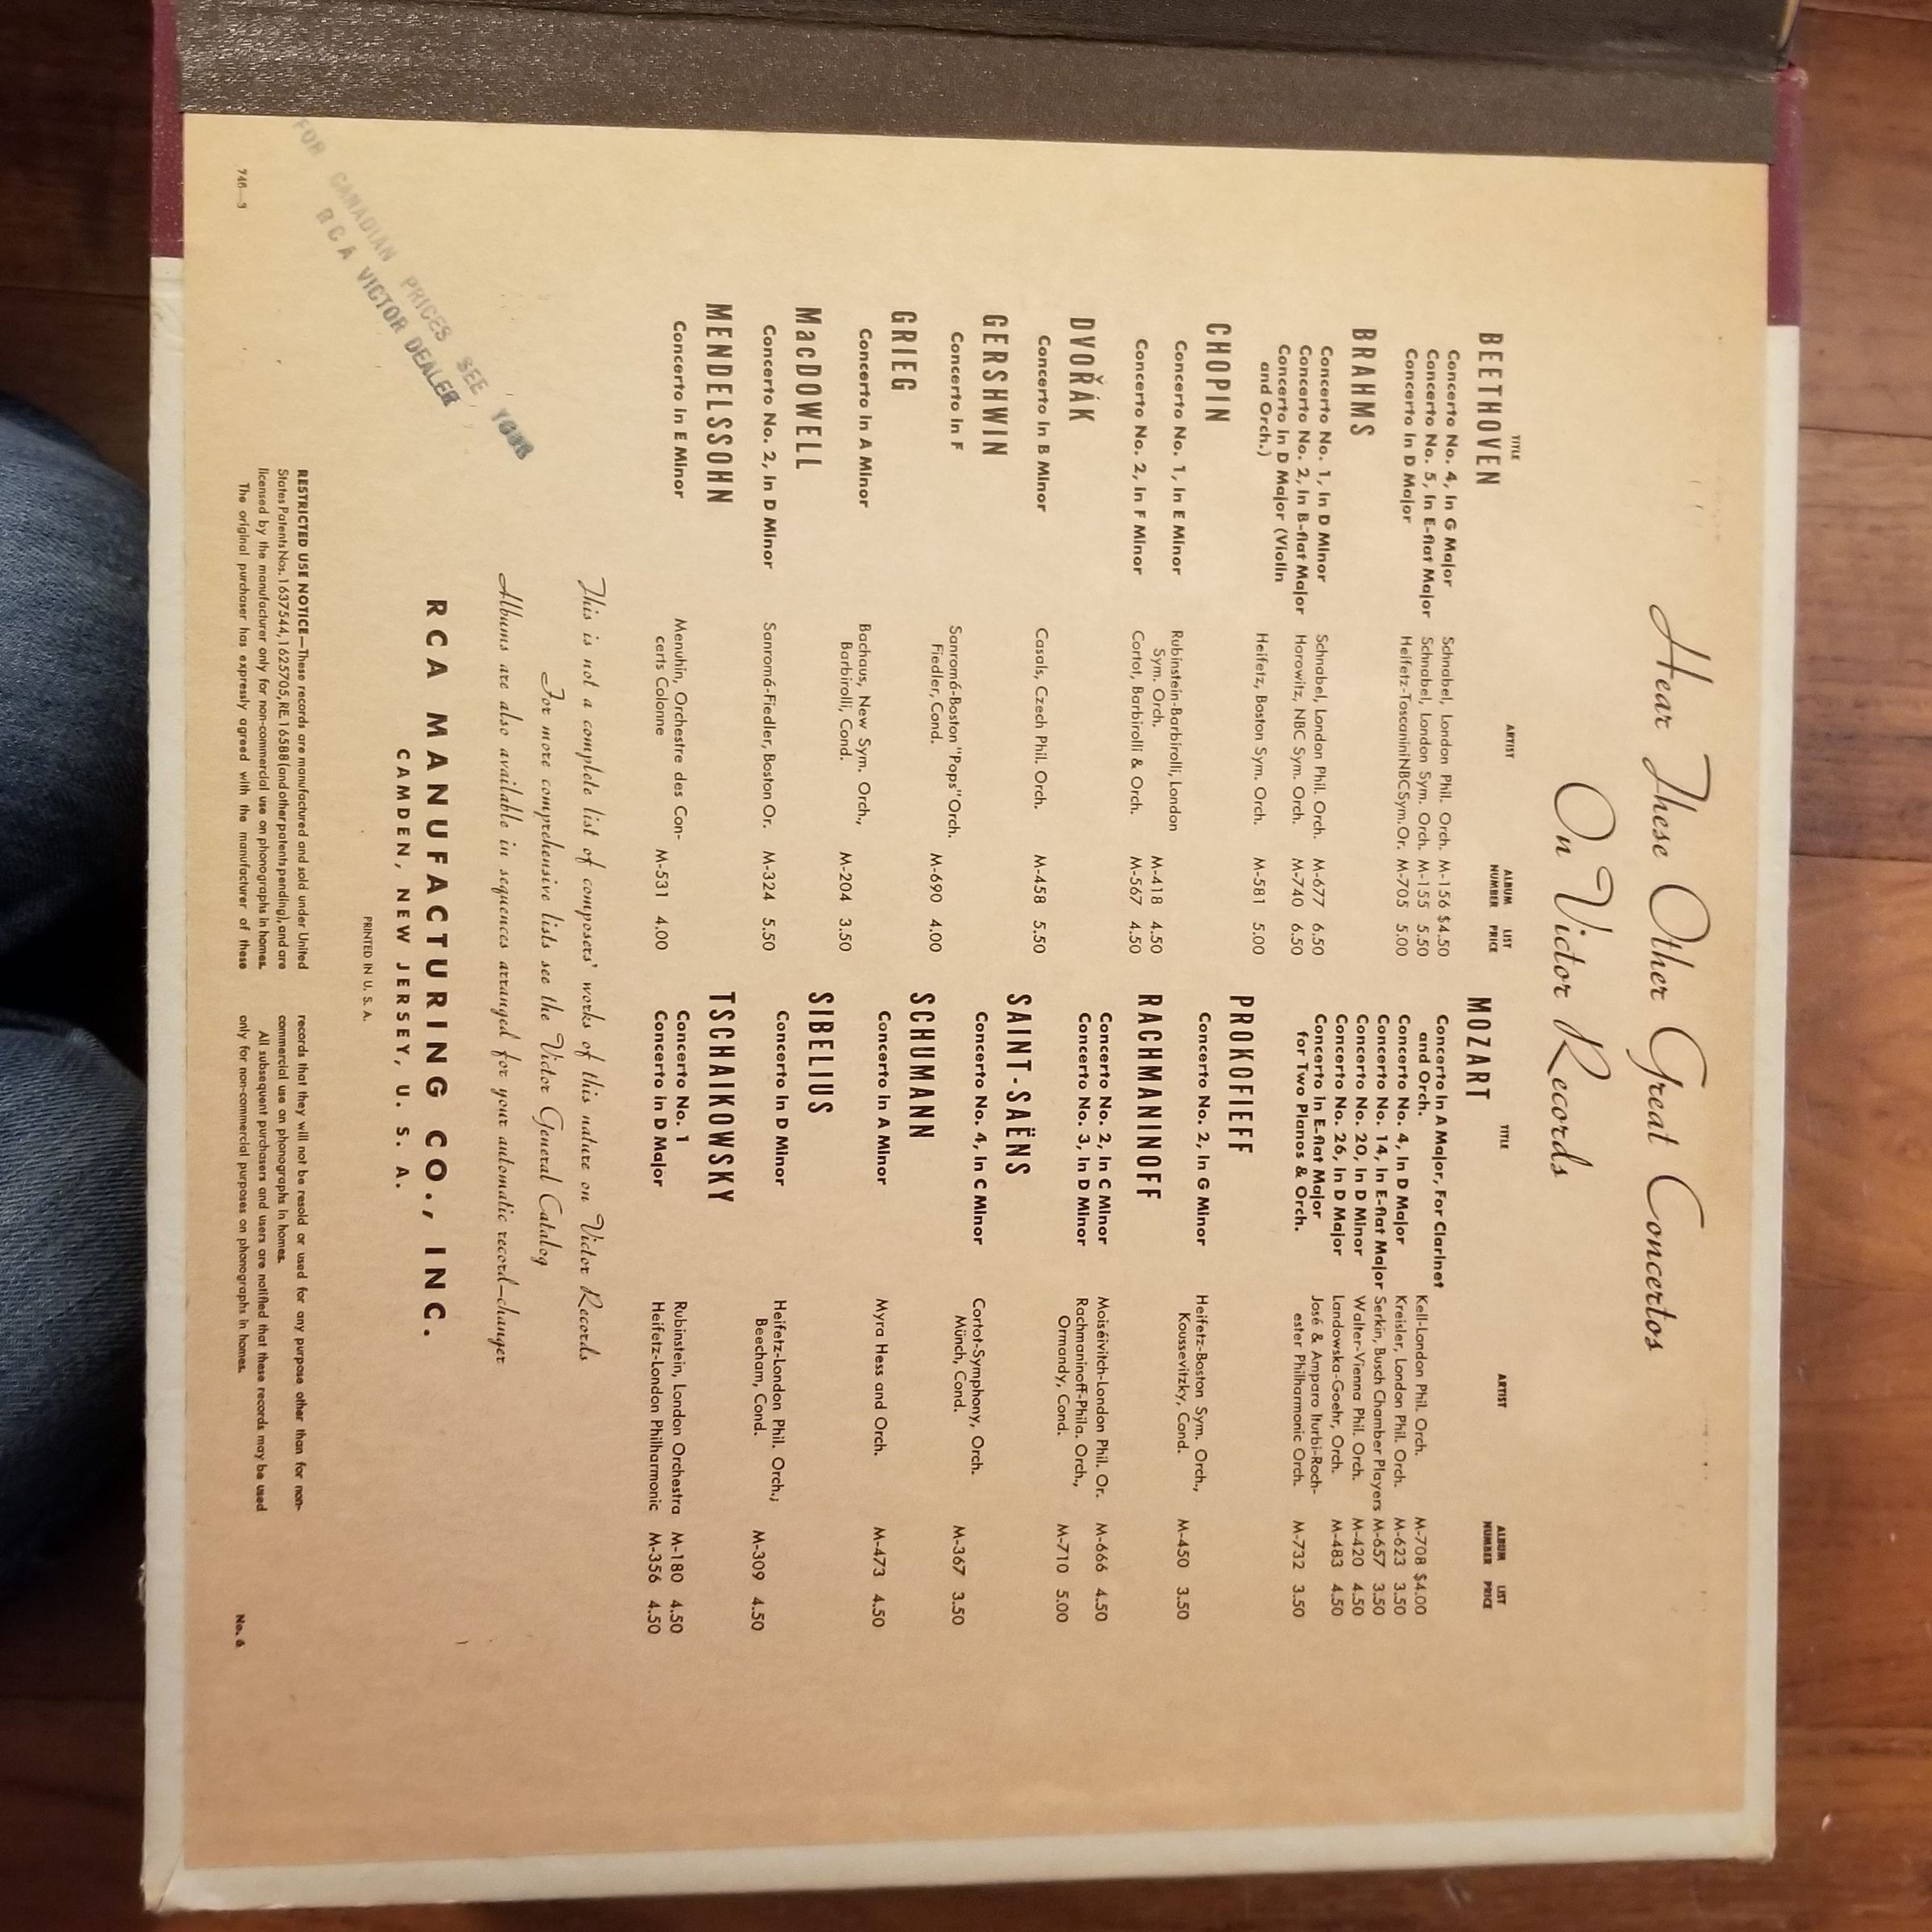 Hear These Other Great Concertos
On Victor Records
TITLE ARTIST ALBUM NUMBER LIST PRICE
BEETHOVEN
Concerto No. 4, In G Major Schnabel, London Phil. Orch. M-156 $4.50
Concerto No. 5, In E-flat Major Schnabel, London Sym. Orch. M-155 5.50
Concerto In D Major Heifetz-ToscaniniNBCSym.Or. M-705 5.00
BRAHMS
Concerto No. 1, In D Minor Schnabel, London Phil. Orch. M-677 6.50
Concerto No. 2, In B-flat Major Horowitz, NBC Sym. Orch. M-740 6.50
Concerto In D Major (Violin
and Orch.) Heifetz, Boston Sym. Orch. M-581 5.00
CHOPIN
Concerto No. 1, In E Minor Rubinstein-Barbirolli, London
Sym. Orch. M-418 4.50
Concerto No. 2, In F Minor Cortot, Barbirolli & Orch. M-567 4.50
DVOŘÁK
Concerto In B Minor Casals, Czech Phil. Orch. M-458 5.50
GERSHWIN
Concerto In F Sanromá-Boston "Pops"Orch.
Fiedler, Cond. M-690 4.00
GRIEG
Concerto In A Minor Bachaus, New Sym. Orch.,
Barbirolli, Cond. M-204 3.50
MacDOWELL
Concerto No. 2, In D Minor Sanromá-Fiedler, Boston Or. M-324 5.50
MENDELSSOHN
Concerto In E Minor Menuhin, Orchestre des Con-
certs Colonne M-531 4.00
TITLE ARTIST ALBUM NUMBER LIST PRICE
MOZART
Concerto In A Major, For Clarinet
and Orch. Kell-London Phil. Orch. M-708 $4.00
Concerto No. 4, In D Major Kreisler, London Phil. Orch. M-623 3.50
Concerto No. 14, In E-flat Major Serkin, Busch Chamber Players M-657 3.50
Concerto No. 20, In D Minor Walter-Vienna Phil. Orch. M-420 4.50
Concerto No. 26, In D Major Landowska-Goehr, Orch. M-483 4.50
Concerto In E-flat Major José & Amparo Iturbi-Roch-
for Two Pianos & Orch. ester Philharmonic Orch. M-732 3.50
PROKOFIEFF
Concerto No. 2, In G Minor Heifetz-Boston Sym. Orch.,
Koussevitzky, Cond. M-450 3.50
RACHMANINOFF
Concerto No. 2, In C Minor Moiséivitch-London Phil. Or. M-666 4.50
Concerto No. 3, In D Minor Rachmaninoff-Phila. Orch.,
Ormandy, Cond. M-710 5.00
SAINT-SAËNS
Concerto No. 4, In C Minor Cortot-Symphony, Orch.
Münch, Cond. M-367 3.50
SCHUMANN
Concerto In A Minor Myra Hess and Orch. M-473 4.50
SIBELIUS
Concerto In D Minor Heifetz-London Phil. Orch.;
Beecham, Cond. M-309 4.50
TSCHAIKOWSKY
Concerto No. 1 Rubinstein, London Orchestra M-180 4.50
Concerto in D Major Heifetz-London Philharmonic M-356 4.50
This is not a complete list of composers' works of this nature on Victor Records
For more comprehensive lists see the Victor General Catalog
Albums are also available in sequences arranged for your automatic record-changer
RCA MANUFACTURING CO., INC.
CAMDEN, NEW JERSEY, U. S. A.
PRINTED IN U. S. A.
FOR CANADIAN PRICES SEE YOUR
RCA VICTOR DEALER
RESTRICTED USE NOTICE—These records are manufactured and sold under United
States Patents Nos. 1637544, 1625705, RE. 16588 (and other patents pending), and are
licensed by the manufacturer only for non-commercial use on phonographs in homes.
The original purchaser has expressly agreed with the manufacturer of these
records that they will not be resold or used for any purpose other than for non-
commercial use on phonographs in homes.
All subsequent purchasers and users are notified that these records may be used
only for non-commercial purposes on phonographs in homes.
746—3
No. 6